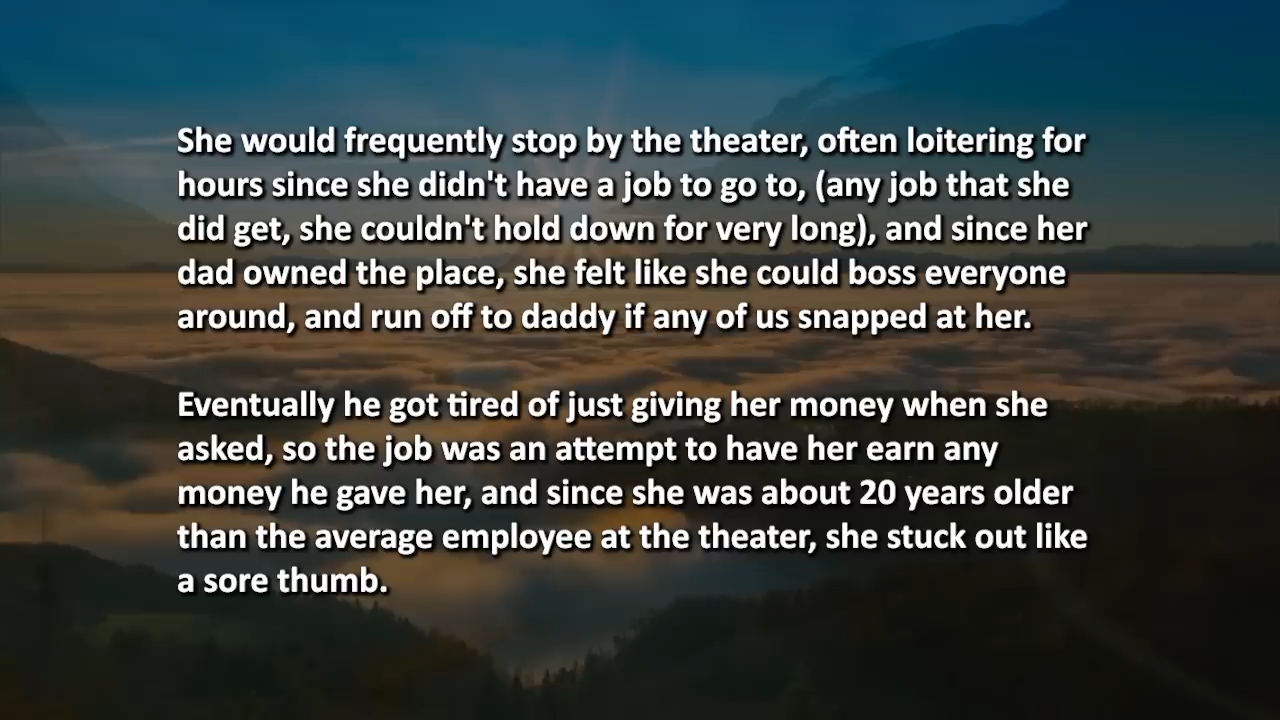 She would frequently stop by the theater, often loitering for
hours since she didn't have a job to go to, (any job that she
did get, she couldn't hold down for very long), and since her
dad owned the place, she felt like she could boss everyone
around, and run off to daddy if any of us snapped at her.
Eventually he got tired of just giving her money when she
asked, so the job was an attempt to have her earn any
money he gave her, and since she was about 20 years older
than the average employee at the theater, she stuck out like
a sore thumb.